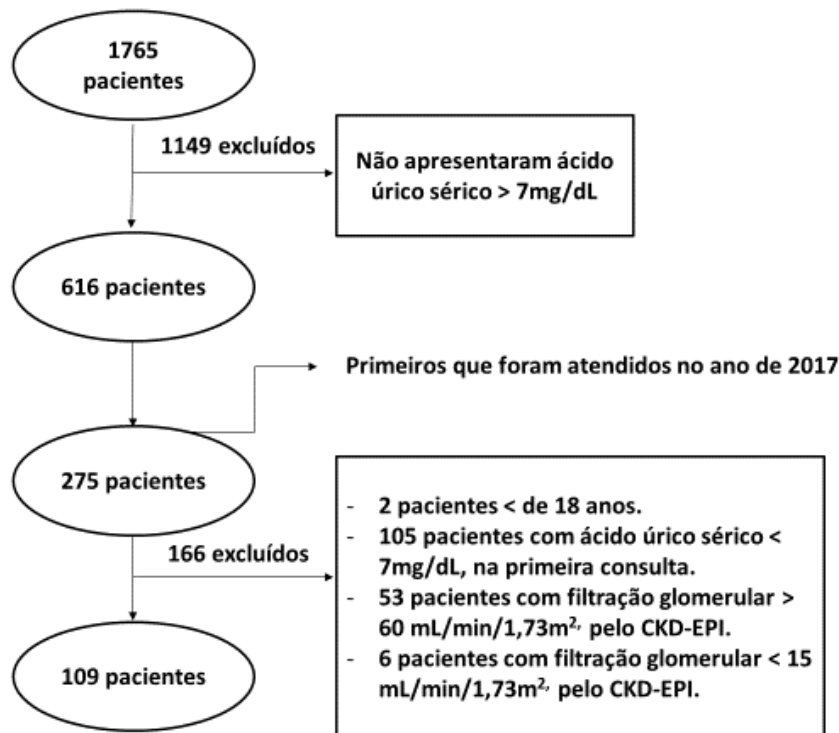 1765
pacientes
1149 excluídos
Não apresentaram ácido
úrico sérico > 7mg/dL
616 pacientes
Primeiros que foram atendidos no ano de 2017
275 pacientes
166 excluídos
- 2 pacientes < de 18 anos.
- 105 pacientes com ácido úrico sérico <
7mg/dL, na primeira consulta.
- 53 pacientes com filtração glomerular >
60 mL/min/1,73m², pelo CKD-EPI.
- 6 pacientes com filtração glomerular < 15
mL/min/1,73m², pelo CKD-EPI.
109 pacientes